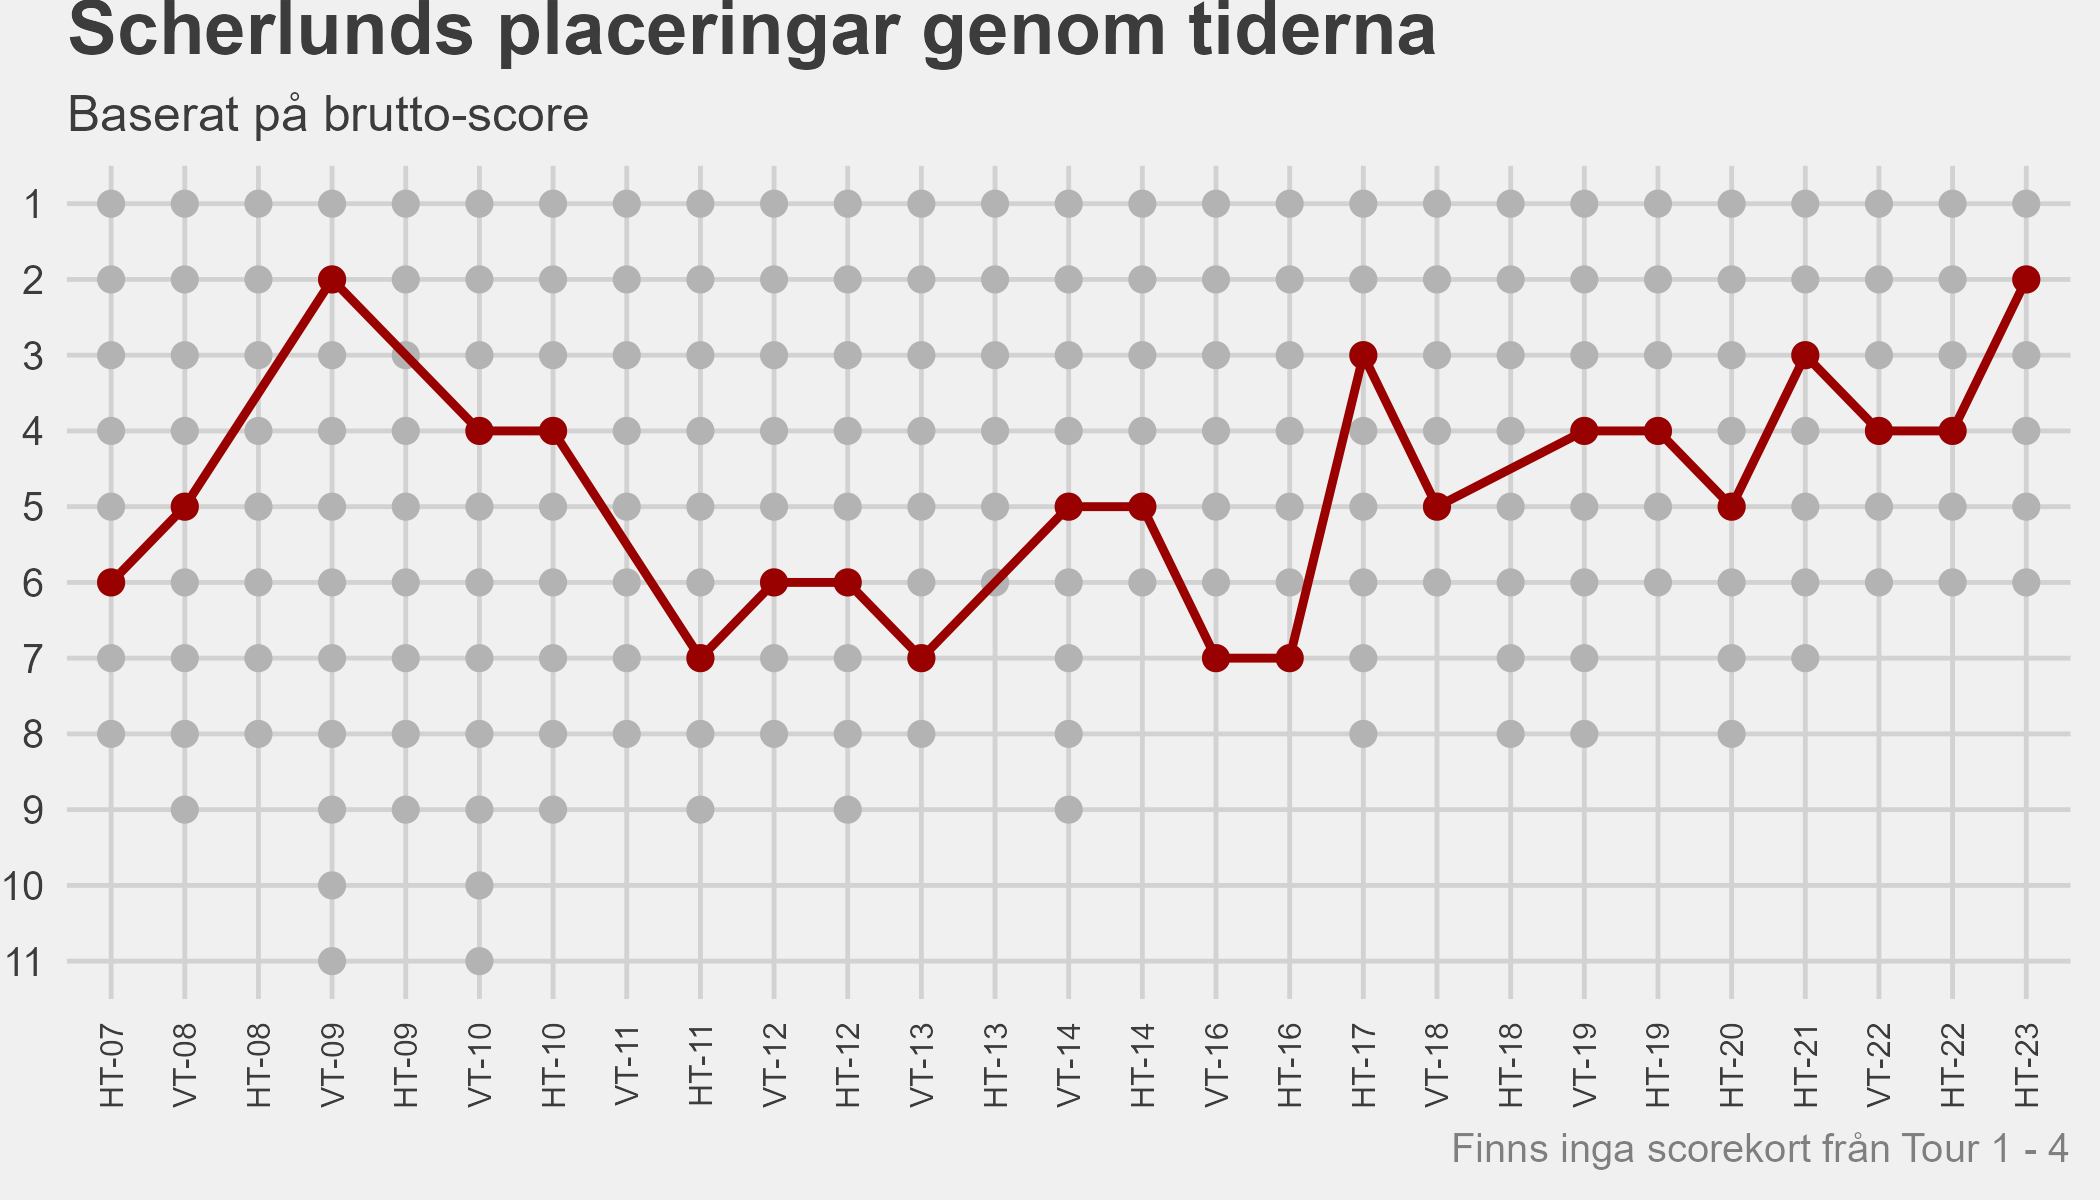 Scherlunds placeringar genom tiderna
Baserat på brutto-score
1
2
3
4
5
6
7
8
9
10
11
HT-07
VT-08
HT-08
VT-09
HT-09
VT-10
HT-10
VT-11
HT-11
VT-12
HT-12
VT-13
HT-13
VT-14
HT-14
VT-16
HT-16
HT-17
VT-18
HT-18
VT-19
HT-19
HT-20
HT-21
VT-22
HT-22
HT-23
Finns inga scorekort från Tour 1 - 4